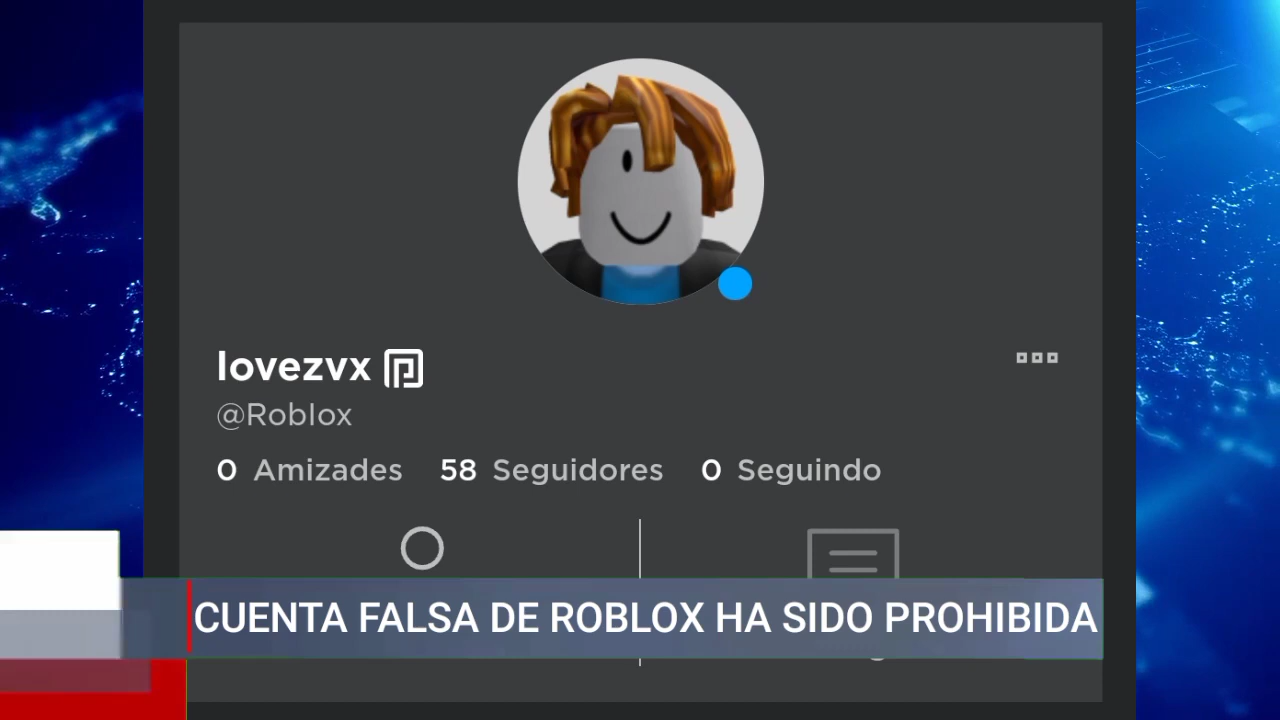 lovezvx
@Roblox
0 Amizades 58 Seguidores 0 Seguindo
CUENTA FALSA DE ROBLOX HA SIDO PROHIBIDA